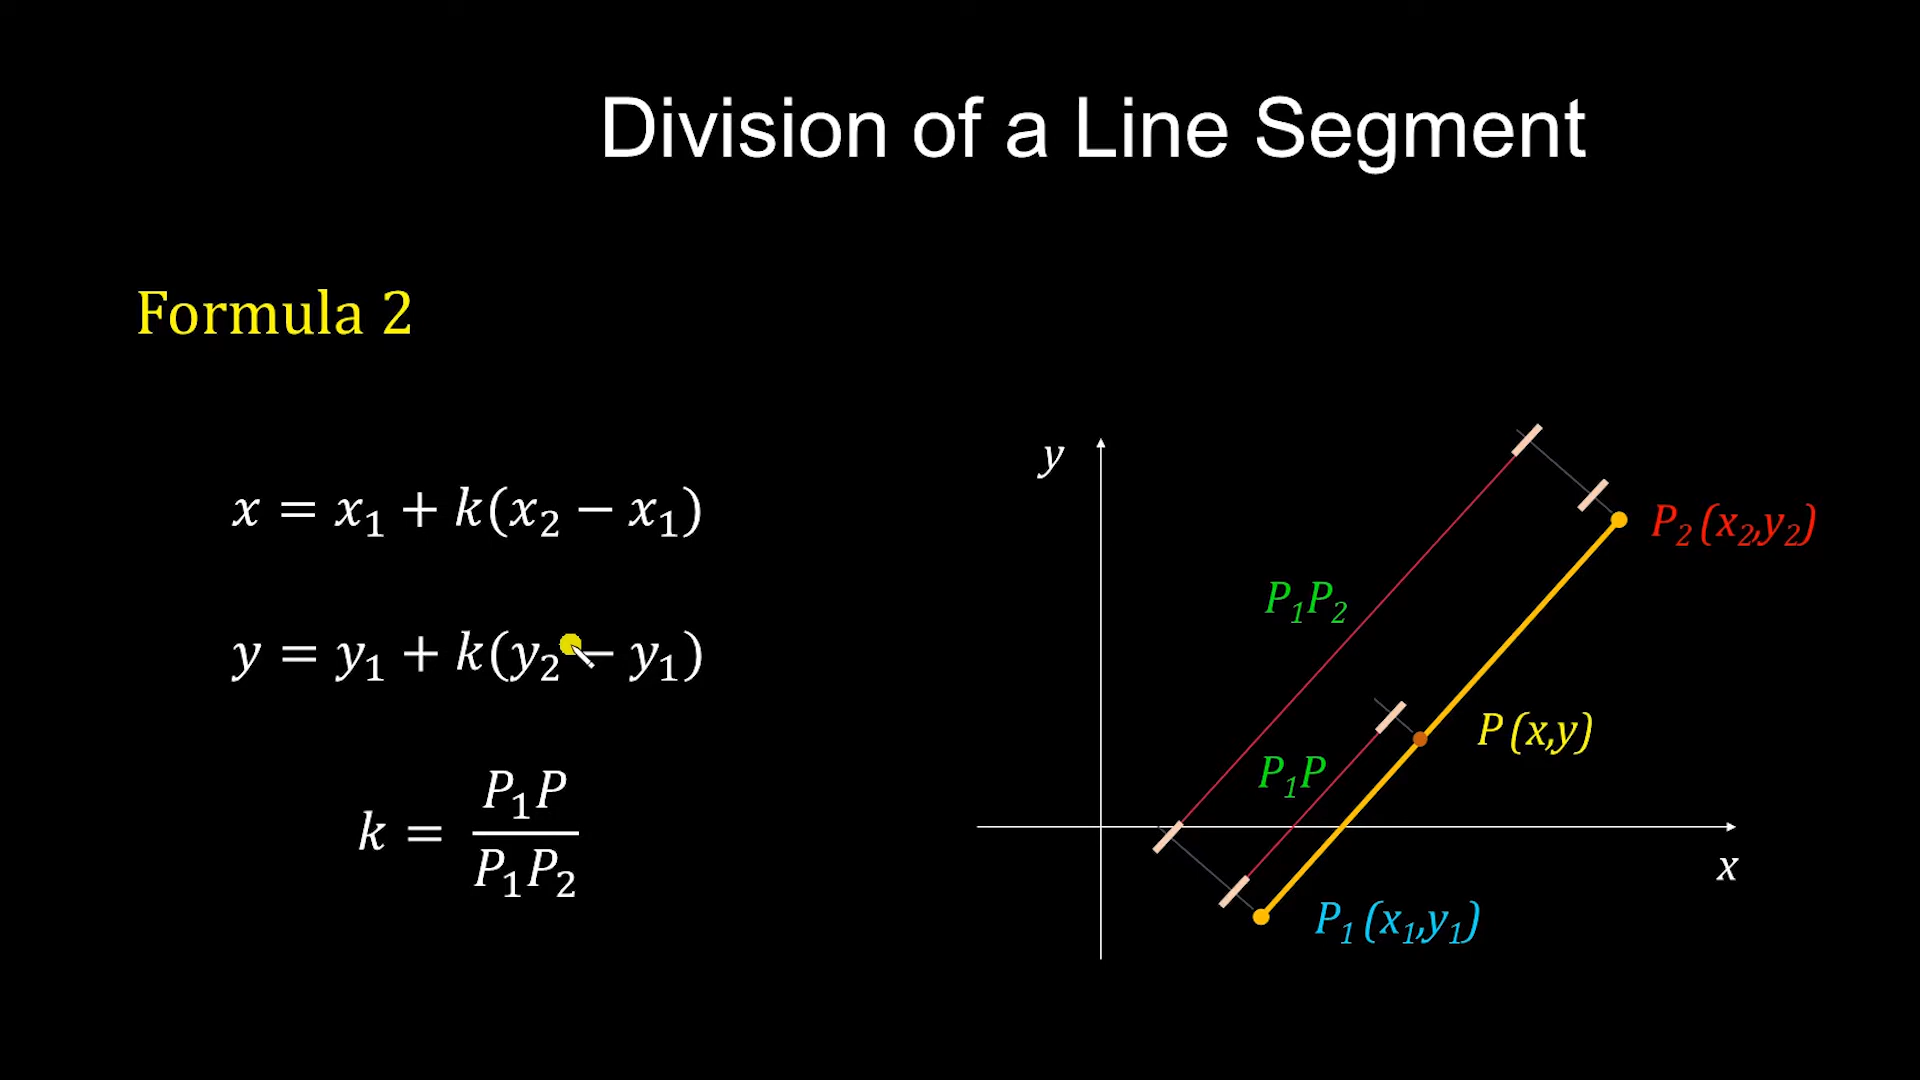 Division of a Line Segment
Formula 2
x = x₁ + k(x₂ − x₁)
y = y₁ + k(y₂ − y₁)
k = P₁P / P₁P₂
y
P₂ (x₂,y₂)
P₁P₂
P (x,y)
P₁P
x
P₁ (x₁,y₁)